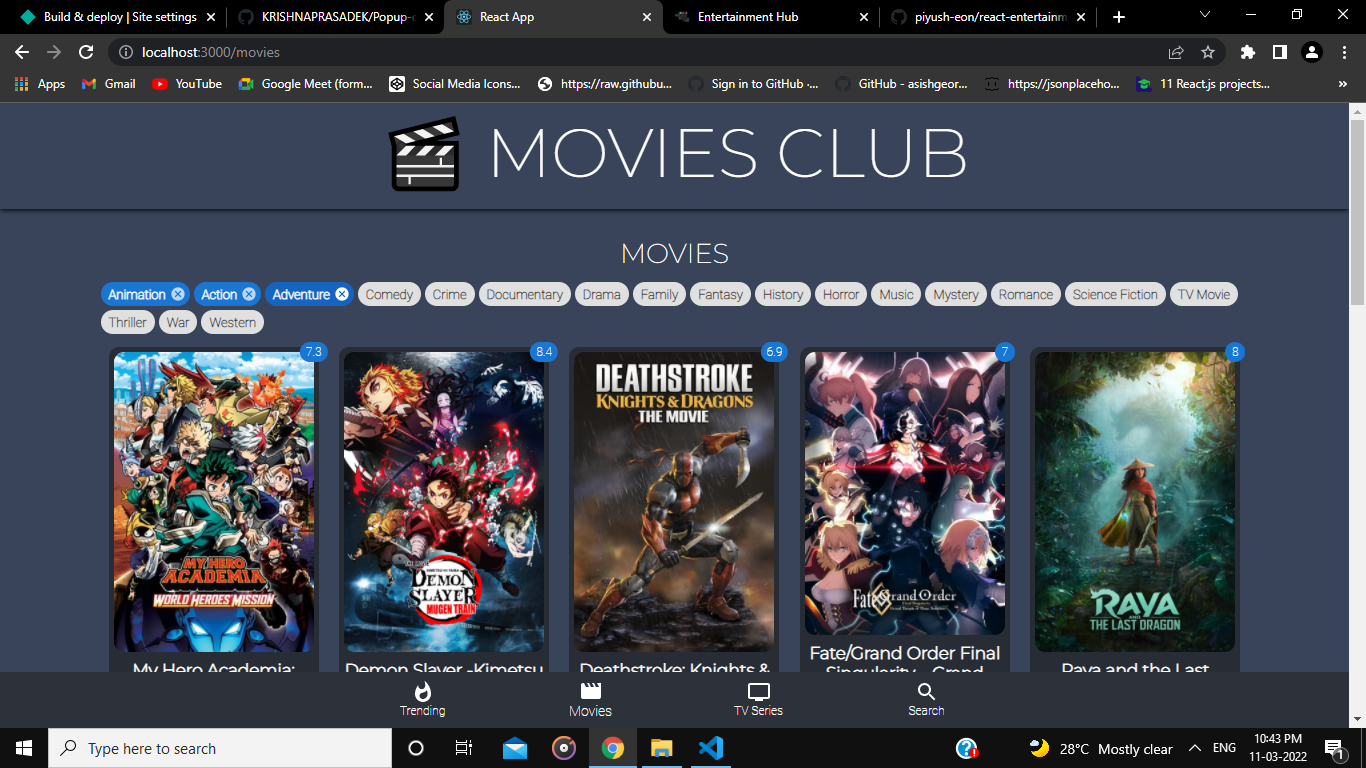 Build & deploy | Site settings
KRISHNAPRASADEK/Popup-c
React App
Entertainment Hub
piyush-eon/react-entertainm
localhost:3000/movies
Apps
Gmail
YouTube
Google Meet (form...
Social Media Icons...
https://raw.githubu...
Sign in to GitHub ·...
GitHub - asishgeor...
https://jsonplaceho...
11 React.js projects...
»
MOVIES CLUB
MOVIES
Animation
Action
Adventure
Comedy
Crime
Documentary
Drama
Family
Fantasy
History
Horror
Music
Mystery
Romance
Science Fiction
TV Movie
Thriller
War
Western
7.3
8.4
6.9
7
8
MY HERO
ACADEMIA
WORLD HEROES MISSION
DEMON
SLAYER
MUGEN TRAIN
DEATHSTROKE
KNIGHTS & DRAGONS
THE MOVIE
Fate/Grand Order
RAYA
AND
THE LAST DRAGON
My Hero Academia:
Demon Slayer -Kimetsu
Deathstroke: Knights &
Fate/Grand Order Final
Singularity - Grand
Raya and the Last
Trending
Movies
TV Series
Search
Type here to search
28°C Mostly clear
ENG
10:43 PM
11-03-2022
1